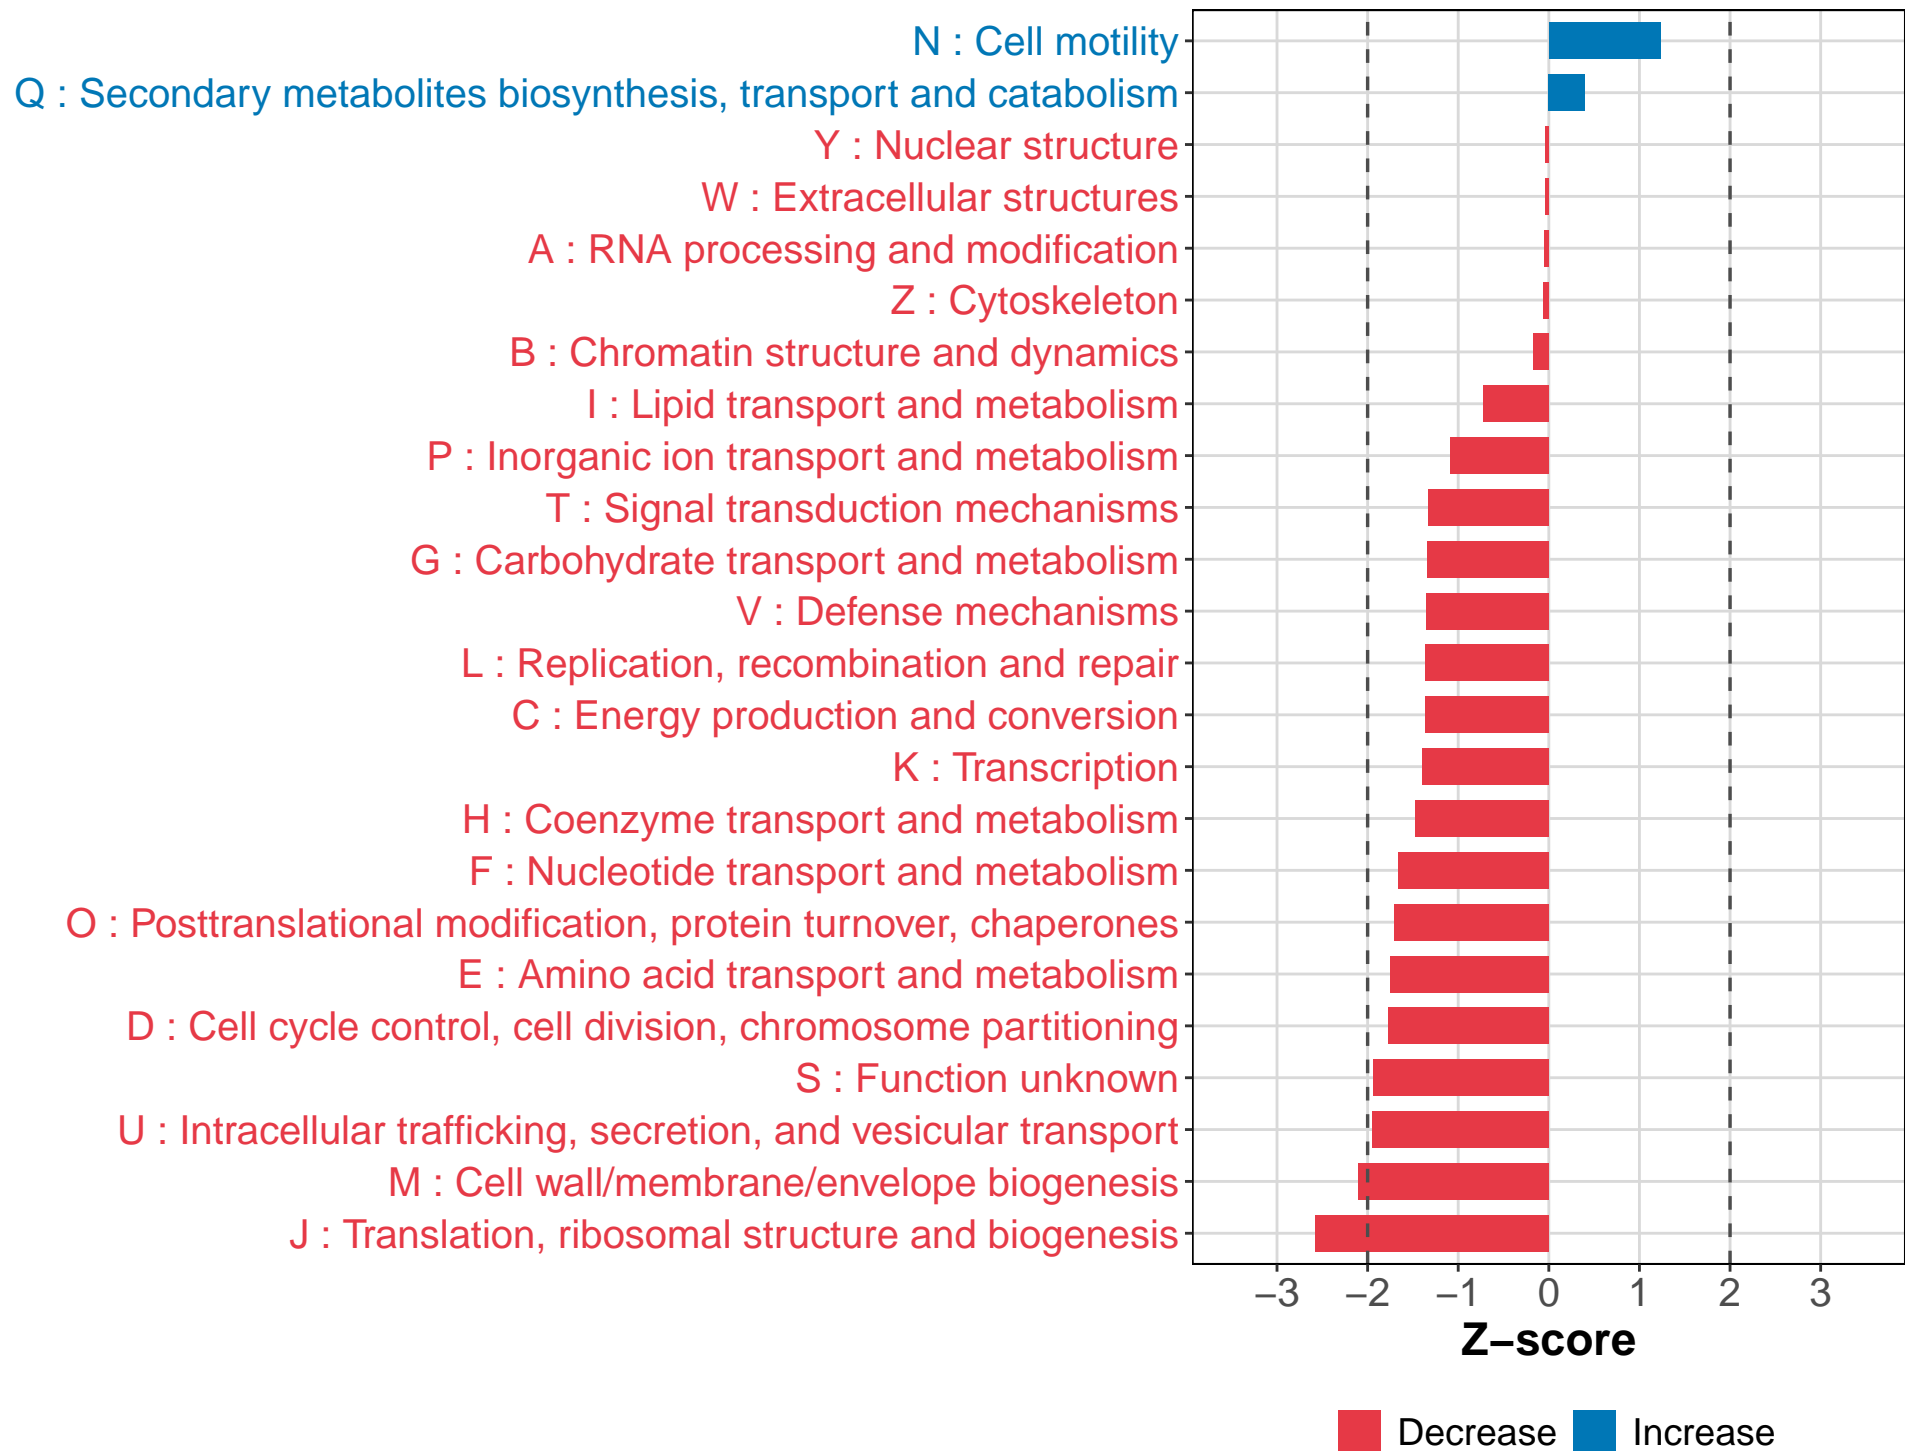 N : Cell motility
Q : Secondary metabolites biosynthesis, transport and catabolism
Y : Nuclear structure
W : Extracellular structures
A : RNA processing and modification
Z : Cytoskeleton
B : Chromatin structure and dynamics
I : Lipid transport and metabolism
P : Inorganic ion transport and metabolism
T : Signal transduction mechanisms
G : Carbohydrate transport and metabolism
V : Defense mechanisms
L : Replication, recombination and repair
C : Energy production and conversion
K : Transcription
H : Coenzyme transport and metabolism
F : Nucleotide transport and metabolism
O : Posttranslational modification, protein turnover, chaperones
E : Amino acid transport and metabolism
D : Cell cycle control, cell division, chromosome partitioning
S : Function unknown
U : Intracellular trafficking, secretion, and vesicular transport
M : Cell wall/membrane/envelope biogenesis
J : Translation, ribosomal structure and biogenesis
−3 −2 −1 0 1 2 3
Z−score
Decrease Increase